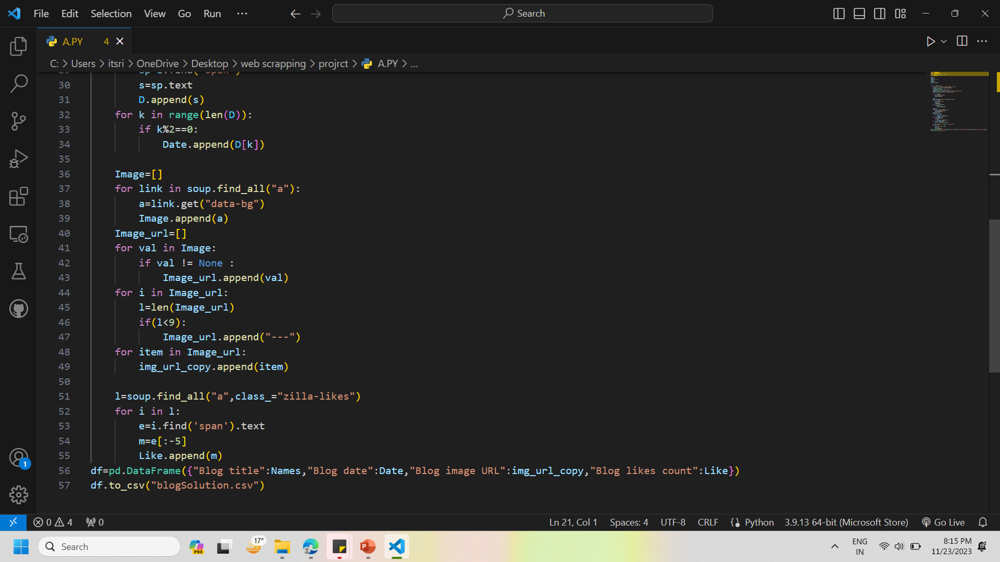 File Edit Selection View Go Run ...
Search
A.PY 4
C: > Users > itsri > OneDrive > Desktop > web scrapping > projrct > A.PY > ...
30 s=sp.text
31 D.append(s)
32 for k in range(len(D)):
33 if k%2==0:
34 Date.append(D[k])
35
36 Image=[]
37 for link in soup.find_all("a"):
38 a=link.get("data-bg")
39 Image.append(a)
40 Image_url=[]
41 for val in Image:
42 if val != None :
43 Image_url.append(val)
44 for i in Image_url:
45 l=len(Image_url)
46 if(l<9):
47 Image_url.append("---")
48 for item in Image_url:
49 img_url_copy.append(item)
50
51 l=soup.find_all("a",class_="zilla-likes")
52 for i in l:
53 e=i.find('span').text
54 m=e[:-5]
55 Like.append(m)
56 df=pd.DataFrame({"Blog title":Names,"Blog date":Date,"Blog image URL":img_url_copy,"Blog likes count":Like})
57 df.to_csv("blogSolution.csv")
1
0 4 0 Ln 21, Col 1 Spaces: 4 UTF-8 CRLF Python 3.9.13 64-bit (Microsoft Store) Go Live
Search
PRE
17°
ENG
IN
8:15 PM
11/23/2023